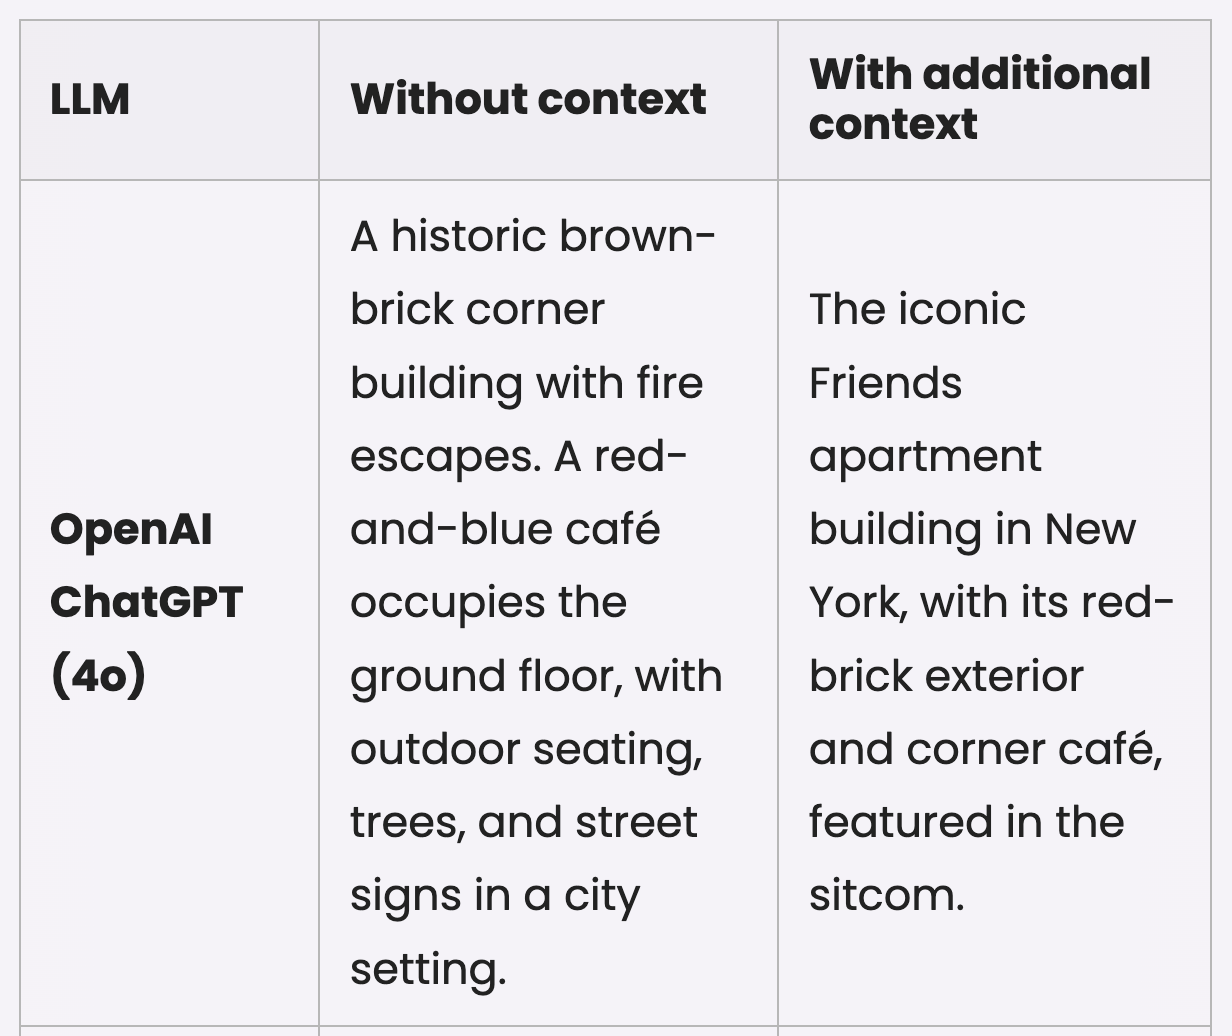 LLM
Without context
With additional
context
OpenAI
ChatGPT
(4o)
A historic brown-
brick corner
building with fire
escapes. A red-
and-blue café
occupies the
ground floor, with
outdoor seating,
trees, and street
signs in a city
setting.
The iconic
Friends
apartment
building in New
York, with its red-
brick exterior
and corner café,
featured in the
sitcom.